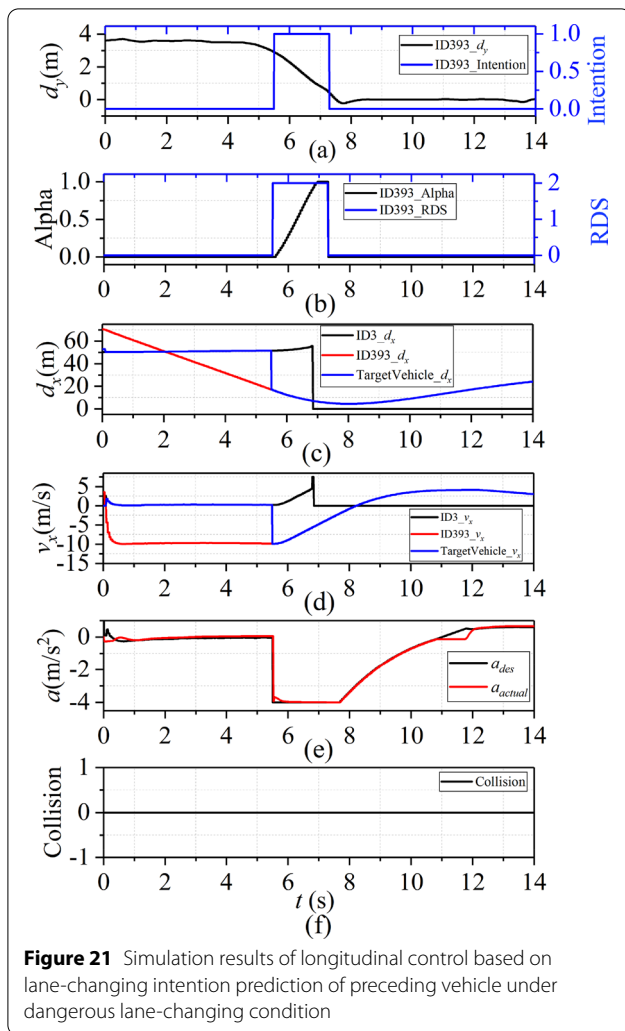 4
2
0
d_y(m)
ID393_d_y
ID393_Intention
1.0
0.75
0.5
0.25
0.0
Intention
0 2 4 6 8 10 12 14
(a)
1.0
0.5
0.0
Alpha
ID393_Alpha
ID393_RDS
2
1
0
RDS
0 2 4 6 8 10 12 14
(b)
60
40
20
0
d_x(m)
ID3_d_x
ID393_d_x
TargetVehicle_d_x
0 2 4 6 8 10 12 14
(c)
5
0
-5
-10
-15
v_x(m/s)
ID3_v_x
ID393_v_x
TargetVehicle_v_x
0 2 4 6 8 10 12 14
(d)
0
-2
-4
a(m/s²)
a_des
a_actual
0 2 4 6 8 10 12 14
(e)
1
0
-1
Collision
Collision
0 2 4 6 8 10 12 14
t (s)
(f)
Figure 21 Simulation results of longitudinal control based on
lane-changing intention prediction of preceding vehicle under
dangerous lane-changing condition